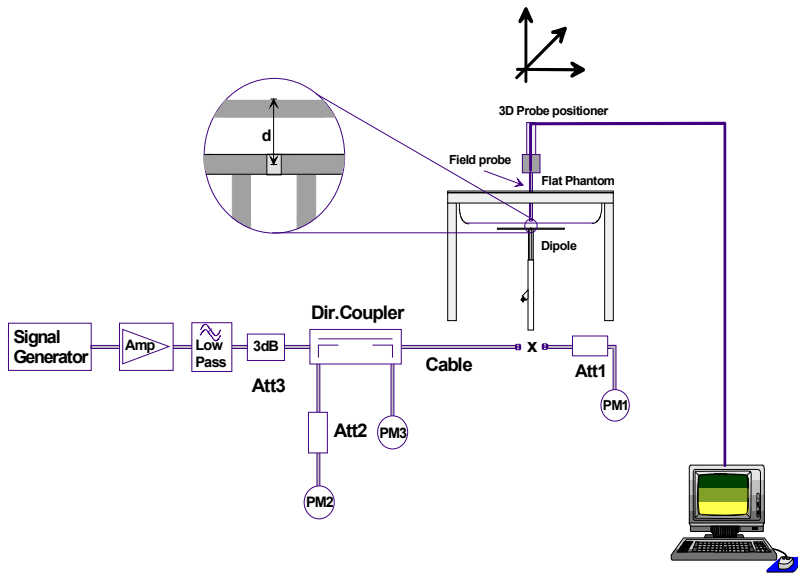 3D Probe positioner
d
Field probe
Flat Phantom
Dipole
Dir.Coupler
Signal
Generator
Amp
Low
Pass
3dB
Cable
x
Att3
Att1
Att2
PM3
PM1
PM2